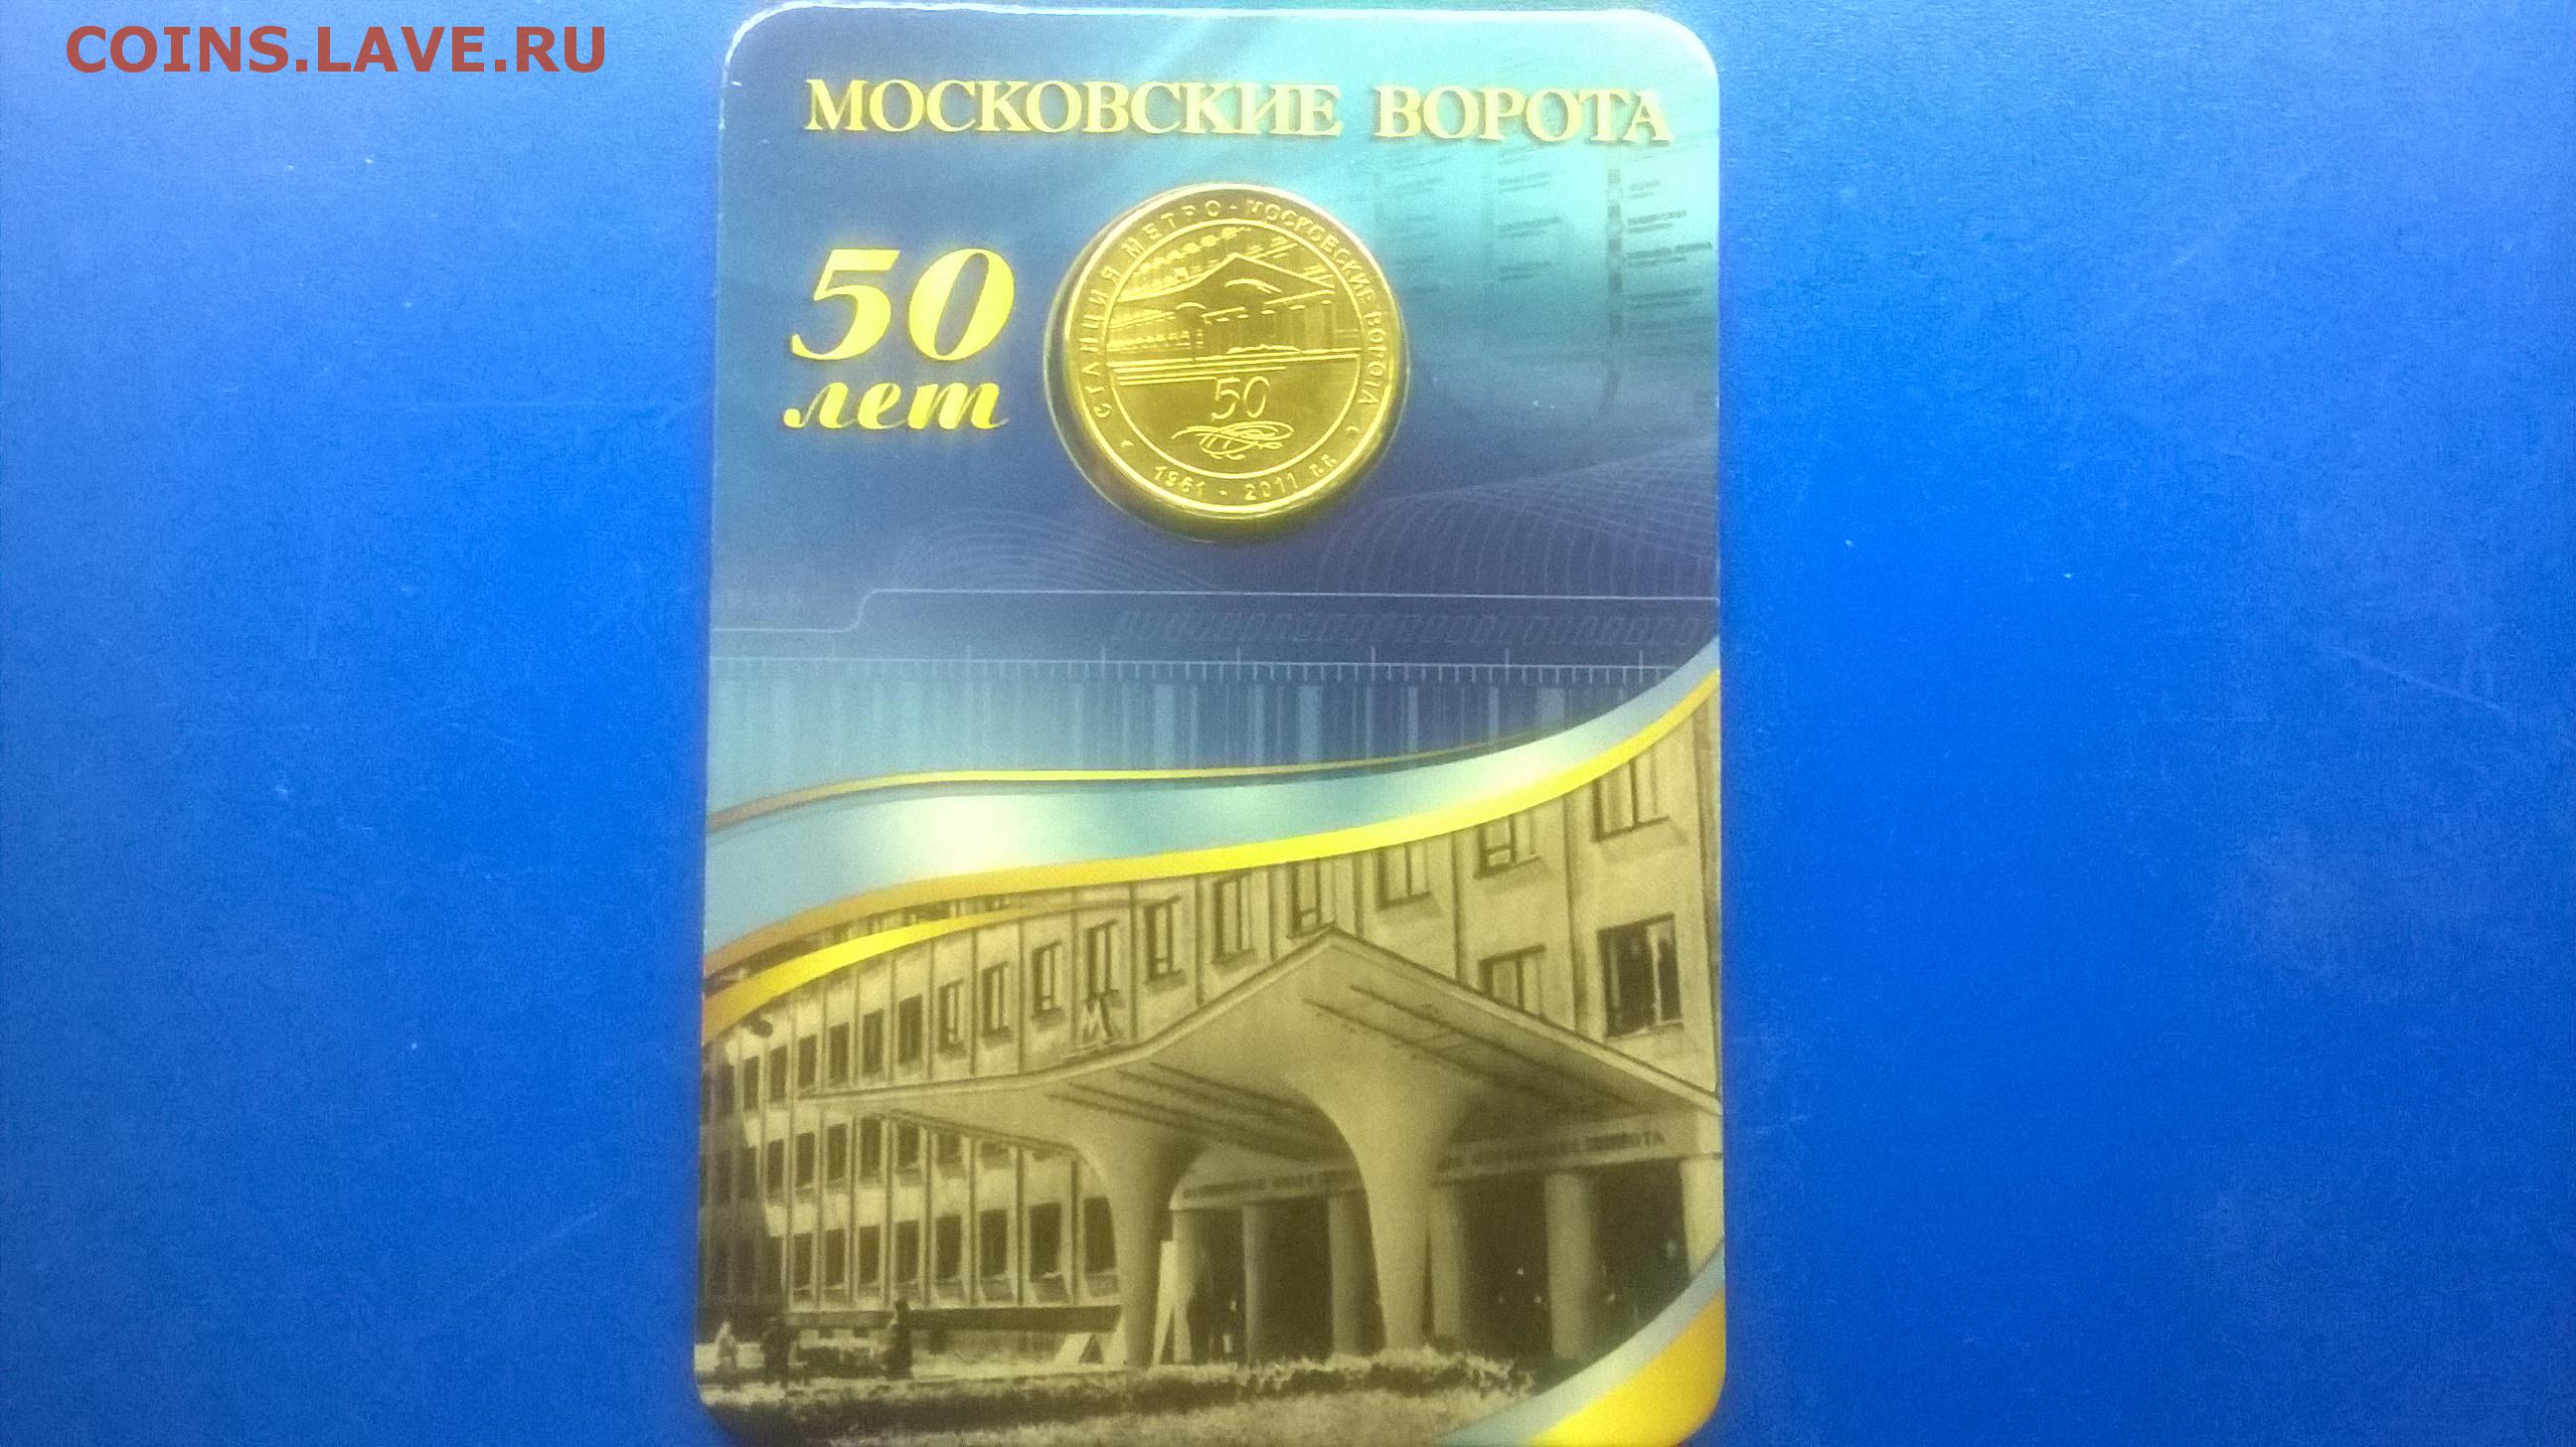 COINS.LAVE.RU
МОСКОВСКИЕ ВОРОТА
50
лет
СТАНЦИЯ МЕТРО - МОСКОВСКИЕ ВОРОТА
50
1961 - 2011 г.г.
М